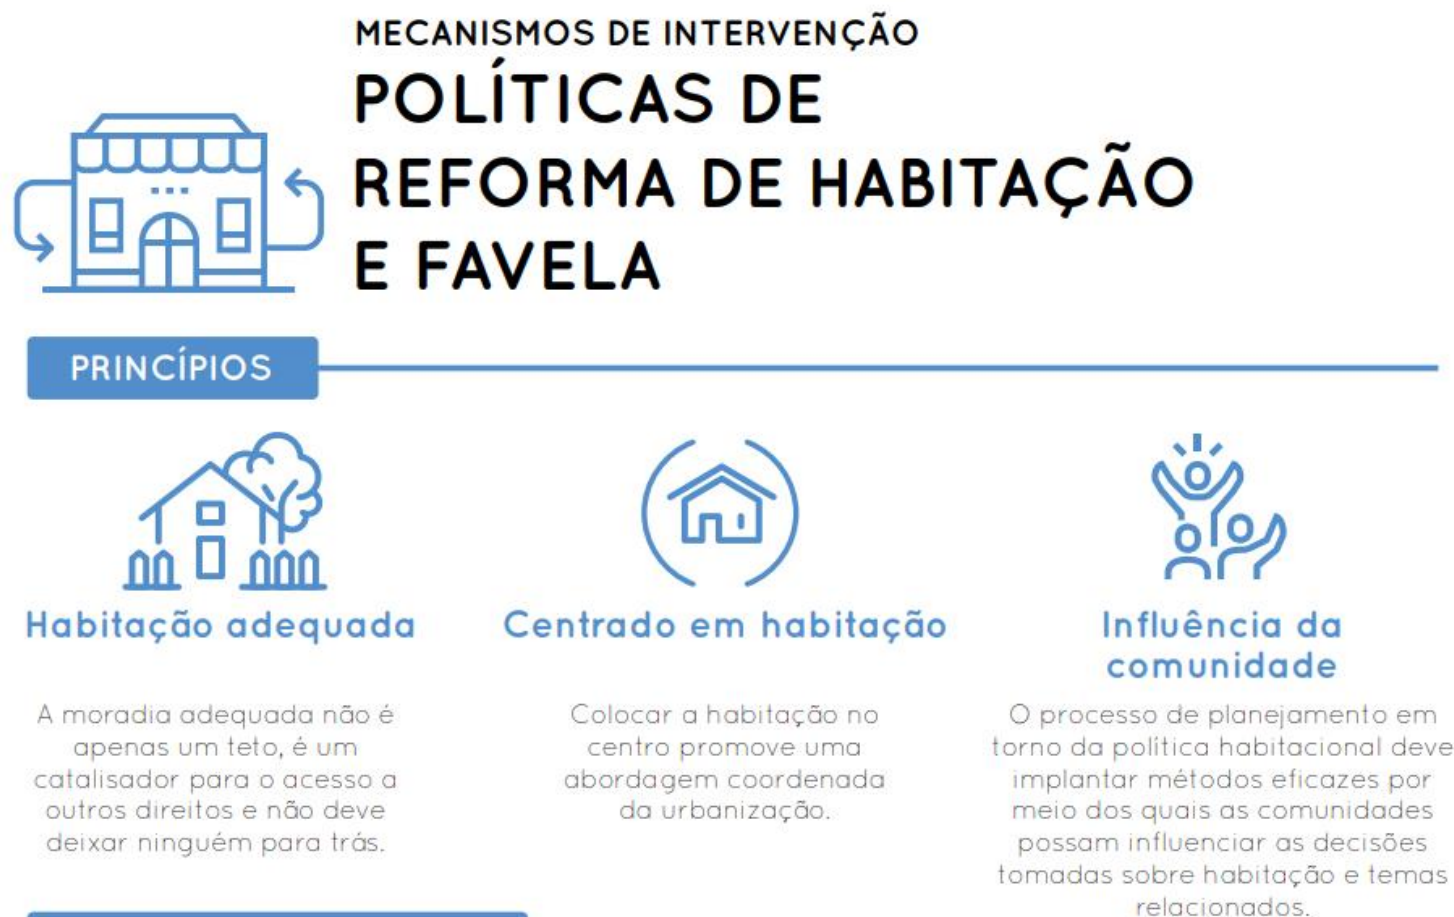 MECANISMOS DE INTERVENÇÃO
POLÍTICAS DE
REFORMA DE HABITAÇÃO
E FAVELA
PRINCÍPIOS
Habitação adequada
A moradia adequada não é
apenas um teto, é um
catalisador para o acesso a
outros direitos e não deve
deixar ninguém para trás.
Centrado em habitação
Colocar a habitação no
centro promove uma
abordagem coordenada
da urbanização.
Influência da
comunidade
O processo de planejamento em
torno da política habitacional deve
implantar métodos eficazes por
meio dos quais as comunidades
possam influenciar as decisões
tomadas sobre habitação e temas
relacionados.